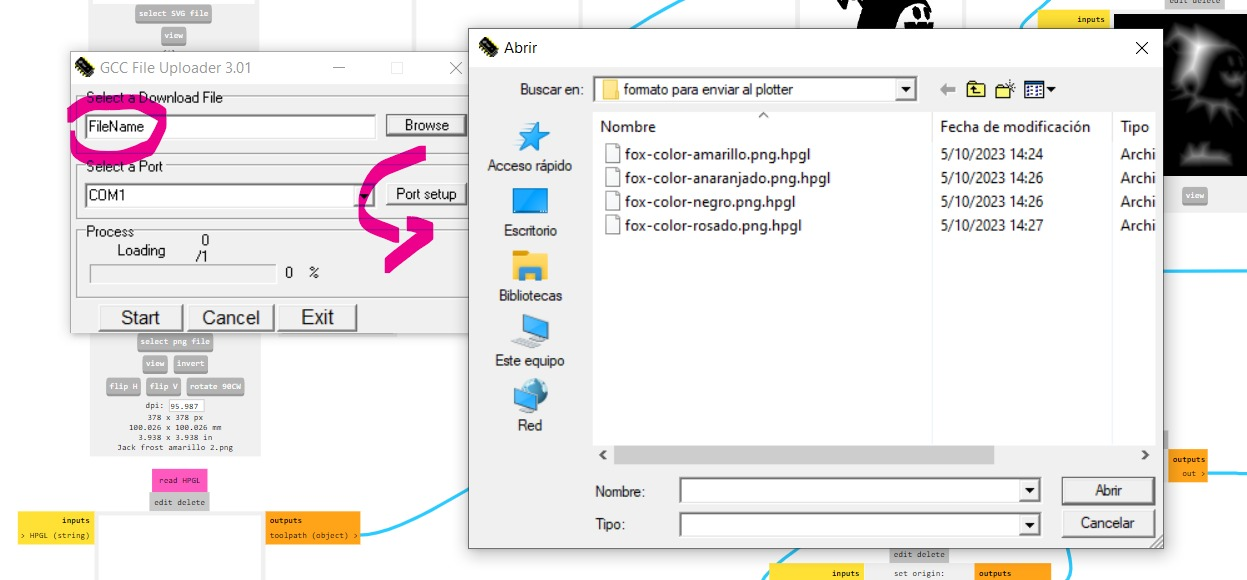 select SVG file
view
GCC File Uploader 3.01
Select a Download File
FileName
Browse
Select a Port
COM1
Port setup
Process
Loading
0
/1
0 %
Start
Cancel
Exit
select png file
view invert
flip H flip V rotate 90CW
dpi: 95.987
378 x 378 px
100.026 x 100.026 mm
3.938 x 3.938 in
Jack frost amarillo 2.png
read HPGL
edit delete
inputs
> HPGL (string)
outputs
toolpath (object) >
Abrir
Buscar en:
formato para enviar al plotter
Acceso rápido
Escritorio
Bibliotecas
Este equipo
Red
Nombre
Fecha de modificación
Tipo
fox-color-amarillo.png.hpgl
5/10/2023 14:24
Archi
fox-color-anaranjado.png.hpgl
5/10/2023 14:26
Archi
fox-color-negro.png.hpgl
5/10/2023 14:26
Archi
fox-color-rosado.png.hpgl
5/10/2023 14:27
Archi
Nombre:
Abrir
Tipo:
Cancelar
edit delete
inputs
view
outputs
out >
edit delete
inputs
set origin:
outputs